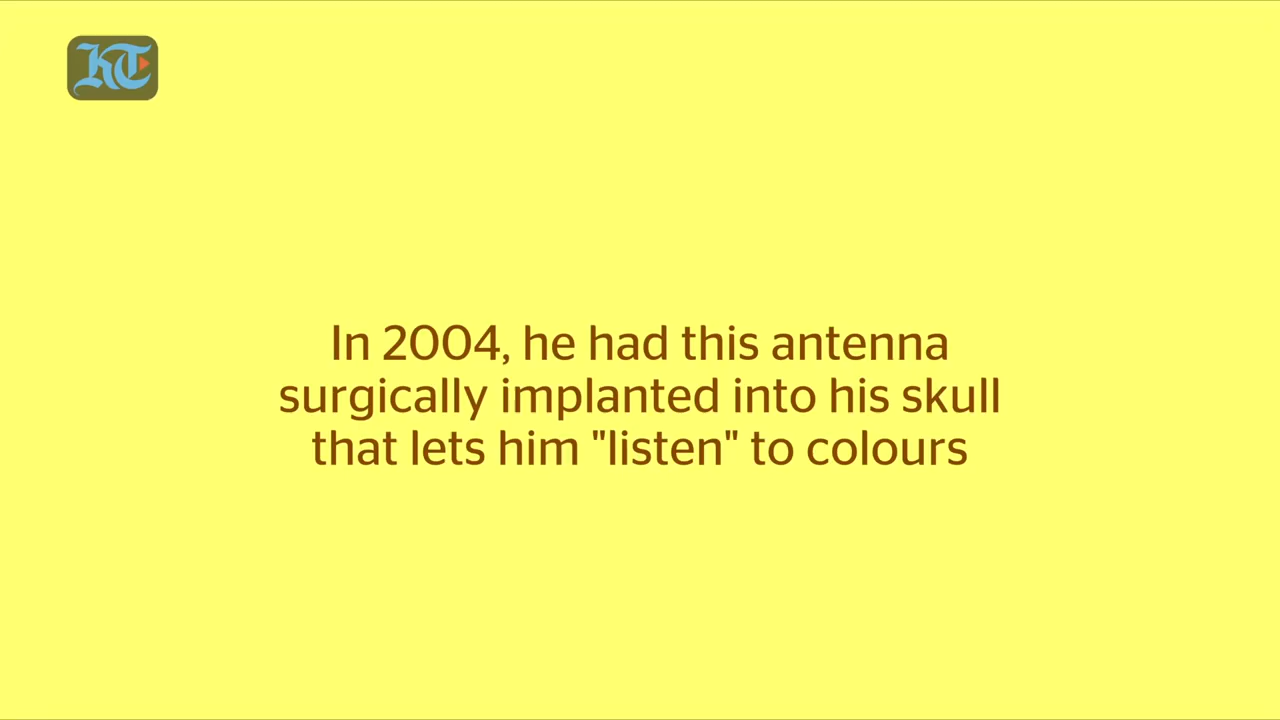 KT
In 2004, he had this antenna
surgically implanted into his skull
that lets him "listen" to colours